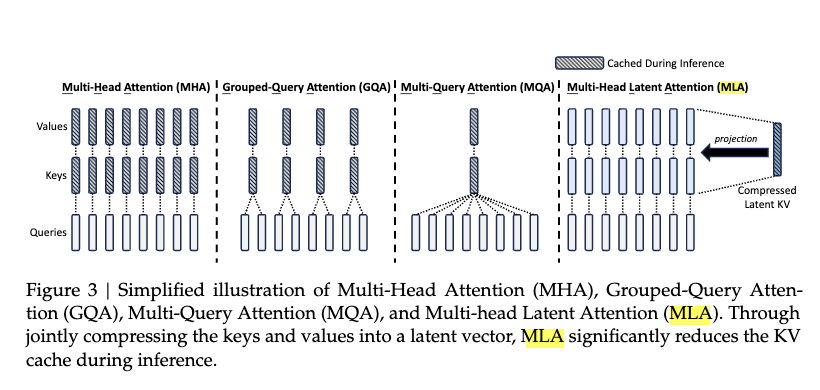 Cached During Inference
Multi-Head Attention (MHA)
Grouped-Query Attention (GQA)
Multi-Query Attention (MQA)
Multi-Head Latent Attention (MLA)
Values
Keys
Queries
projection
Compressed
Latent KV
Figure 3 | Simplified illustration of Multi-Head Attention (MHA), Grouped-Query Atten-
tion (GQA), Multi-Query Attention (MQA), and Multi-head Latent Attention (MLA). Through
jointly compressing the keys and values into a latent vector, MLA significantly reduces the KV
cache during inference.